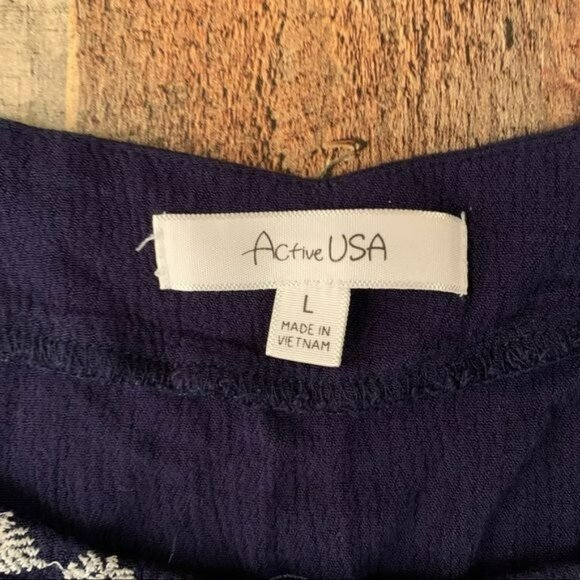 Active USA
L
MADE IN
VIETNAM